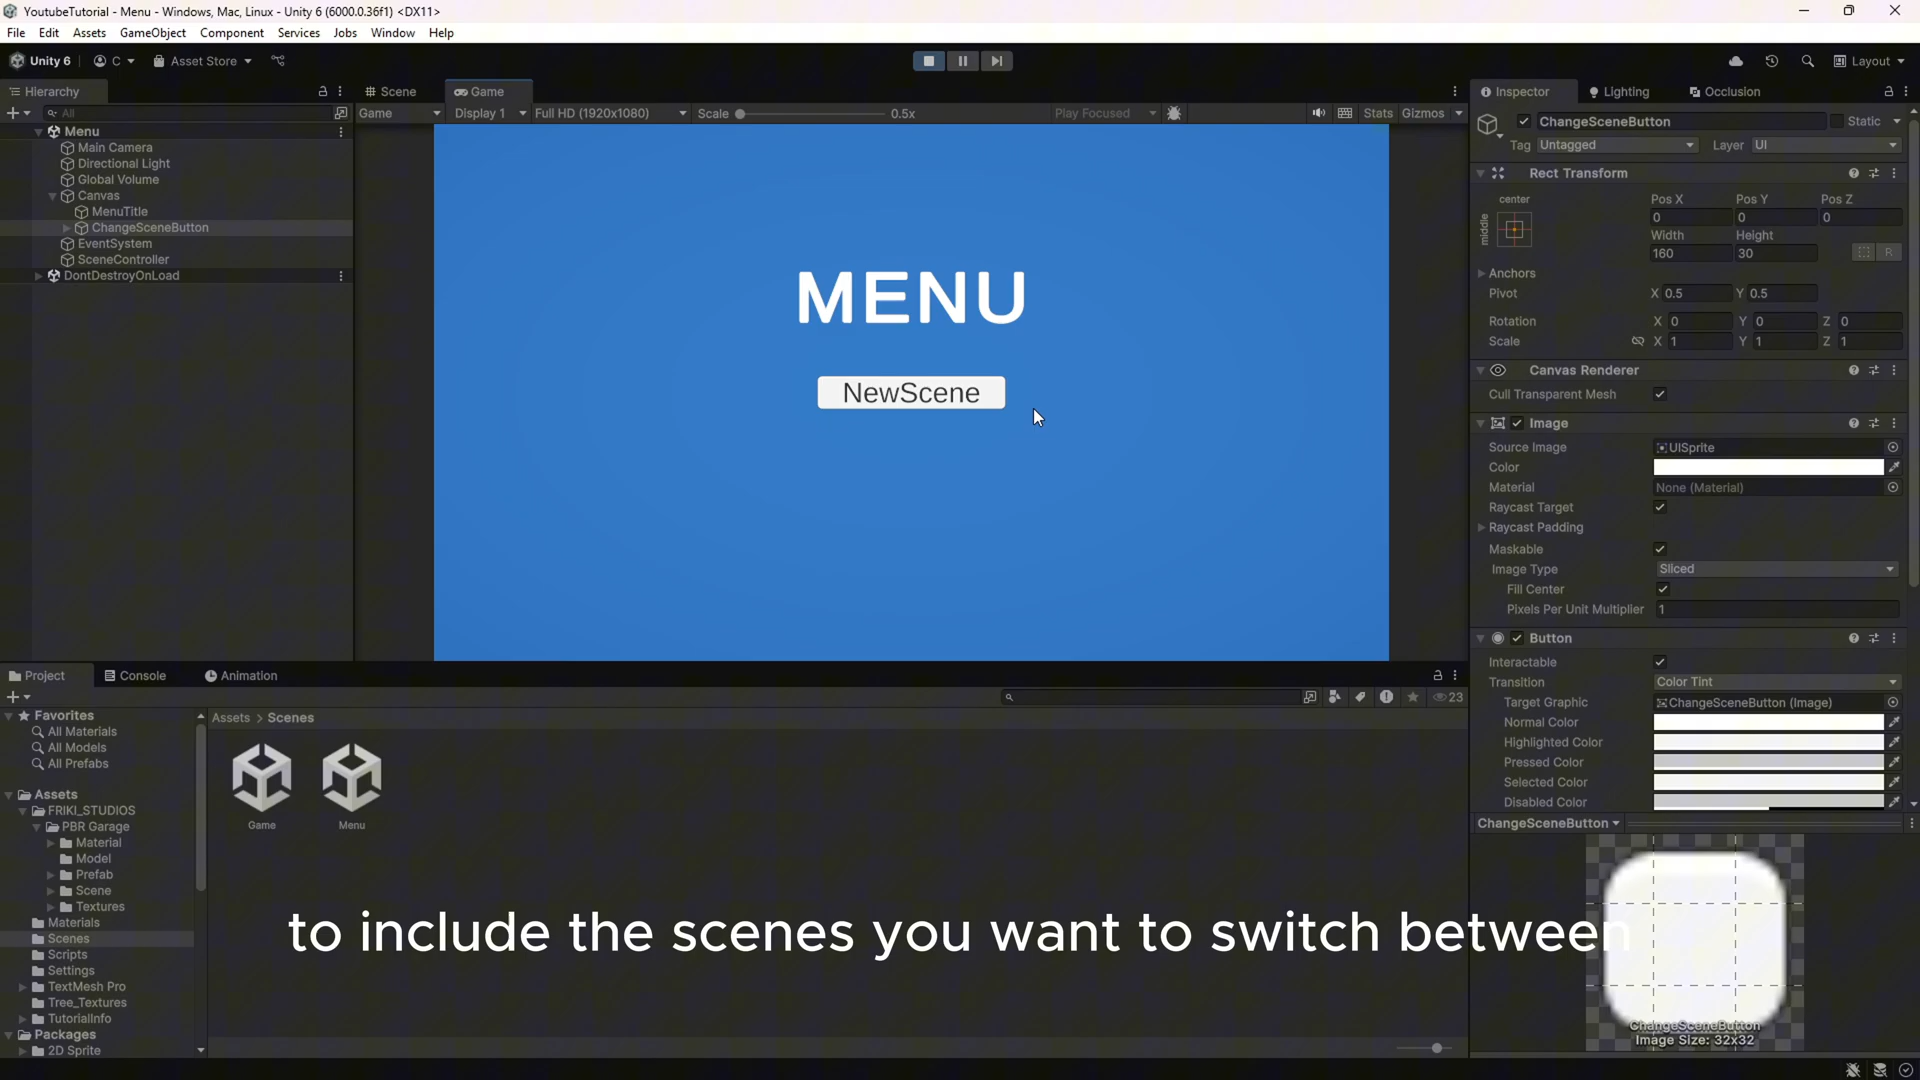 YoutubeTutorial - Menu - Windows, Mac, Linux - Unity 6 (6000.0.36f1) <DX11>
File Edit Assets GameObject Component Services Jobs Window Help
Unity 6 C Asset Store Layout
Hierarchy
All
Menu
Main Camera
Directional Light
Global Volume
Canvas
MenuTitle
ChangeSceneButton
EventSystem
SceneController
DontDestroyOnLoad
Scene Game
Game Display 1 Full HD (1920x1080) Scale 0.5x Play Focused Stats Gizmos
MENU
NewScene
Inspector Lighting Occlusion
ChangeSceneButton Static
Tag Untagged Layer UI
Rect Transform
center
middle
Pos X Pos Y Pos Z
0 0 0
Width Height
160 30
R
Anchors
Pivot X 0.5 Y 0.5
Rotation X 0 Y 0 Z 0
Scale X 1 Y 1 Z 1
Canvas Renderer
Cull Transparent Mesh
Image
Source Image UISprite
Color
Material None (Material)
Raycast Target
Raycast Padding
Maskable
Image Type Sliced
Fill Center
Pixels Per Unit Multiplier 1
Button
Interactable
Transition Color Tint
Target Graphic ChangeSceneButton (Image)
Normal Color
Highlighted Color
Pressed Color
Selected Color
Disabled Color
ChangeSceneButton
ChangeSceneButton
Image Size: 32x32
Project Console Animation
23
Favorites
All Materials
All Models
All Prefabs
Assets
FRIKI_STUDIOS
PBR Garage
Material
Model
Prefab
Scene
Textures
Materials
Scenes
Scripts
Settings
TextMesh Pro
Tree_Textures
TutorialInfo
Packages
2D Sprite
Assets > Scenes
Game Menu
to include the scenes you want to switch between